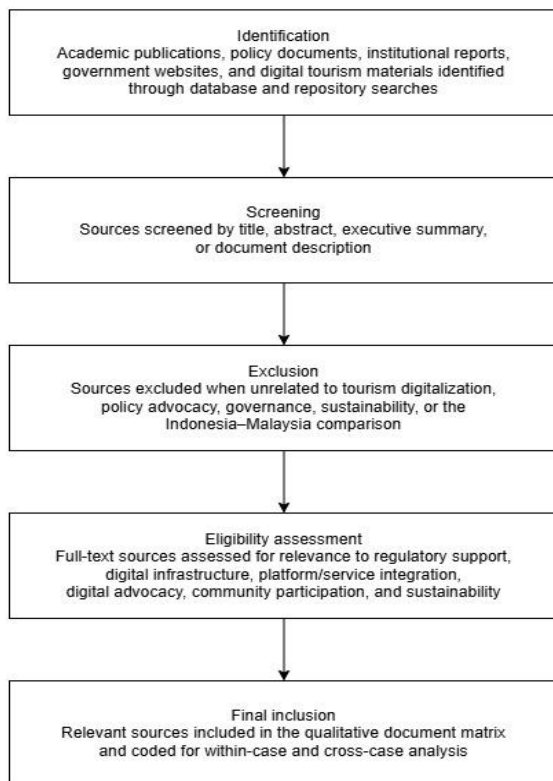 Identification
Academic publications, policy documents, institutional reports,
government websites, and digital tourism materials identified
through database and repository searches
Screening
Sources screened by title, abstract, executive summary,
or document description
Exclusion
Sources excluded when unrelated to tourism digitalization,
policy advocacy, governance, sustainability, or the
Indonesia–Malaysia comparison
Eligibility assessment
Full-text sources assessed for relevance to regulatory support,
digital infrastructure, platform/service integration,
digital advocacy, community participation, and sustainability
Final inclusion
Relevant sources included in the qualitative document matrix
and coded for within-case and cross-case analysis